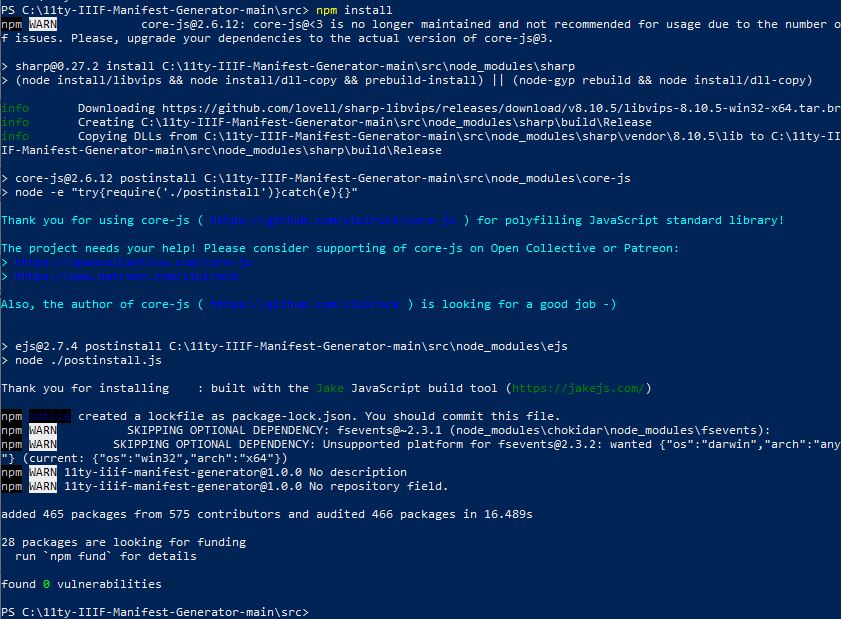 PS C:\11ty-IIIF-Manifest-Generator-main\src> npm install
npm WARN core-js@2.6.12: core-js@<3 is no longer maintained and not recommended for usage due to the number o
f issues. Please, upgrade your dependencies to the actual version of core-js@3.
> sharp@0.27.2 install C:\11ty-IIIF-Manifest-Generator-main\src\node_modules\sharp
> (node install/libvips && node install/dll-copy && prebuild-install) || (node-gyp rebuild && node install/dll-copy)
info Downloading https://github.com/lovell/sharp-libvips/releases/download/v8.10.5/libvips-8.10.5-win32-x64.tar.br
info Creating C:\11ty-IIIF-Manifest-Generator-main\src\node_modules\sharp\build\Release
info Copying DLLs from C:\11ty-IIIF-Manifest-Generator-main\src\node_modules\sharp\vendor\8.10.5\lib to C:\11ty-II
IF-Manifest-Generator-main\src\node_modules\sharp\build\Release
> core-js@2.6.12 postinstall C:\11ty-IIIF-Manifest-Generator-main\src\node_modules\core-js
> node -e "try{require('./postinstall')}catch(e){}"
Thank you for using core-js ( https://github.com/zloirock/core-js ) for polyfilling JavaScript standard library!
The project needs your help! Please consider supporting of core-js on Open Collective or Patreon:
> https://opencollective.com/core-js
> https://www.patreon.com/zloirock
Also, the author of core-js ( https://github.com/zloirock ) is looking for a good job -)
> ejs@2.7.4 postinstall C:\11ty-IIIF-Manifest-Generator-main\src\node_modules\ejs
> node ./postinstall.js
Thank you for installing : built with the Jake JavaScript build tool (https://jakejs.com/)
npm notice created a lockfile as package-lock.json. You should commit this file.
npm WARN SKIPPING OPTIONAL DEPENDENCY: fsevents@~2.3.1 (node_modules\chokidar\node_modules\fsevents):
npm WARN SKIPPING OPTIONAL DEPENDENCY: Unsupported platform for fsevents@2.3.2: wanted {"os":"darwin","arch":"any
"} (current: {"os":"win32","arch":"x64"})
npm WARN 11ty-iiif-manifest-generator@1.0.0 No description
npm WARN 11ty-iiif-manifest-generator@1.0.0 No repository field.
added 465 packages from 575 contributors and audited 466 packages in 16.489s
28 packages are looking for funding
run `npm fund` for details
found 0 vulnerabilities
PS C:\11ty-IIIF-Manifest-Generator-main\src>